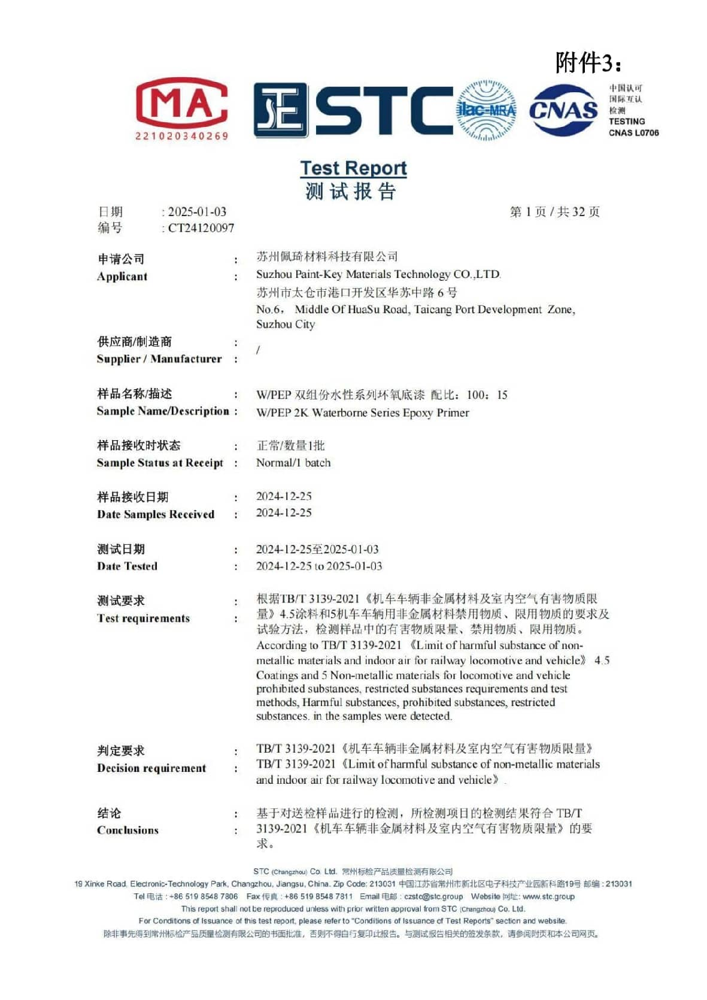 附件3：
MA
221020340269
正 STC
ilac-MRA
CNAS
中国认可
国际互认
检测
TESTING
CNAS L0706
Test Report
测试报告
日期 : 2025-01-03 第 1 页 / 共 32 页
编号 : CT24120097
申请公司 : 苏州佩琦材料科技有限公司
Applicant : Suzhou Paint-Key Materials Technology CO.,LTD.
苏州市太仓市港口开发区华苏中路 6 号
No.6， Middle Of HuaSu Road, Taicang Port Development Zone,
Suzhou City
供应商/制造商 :
/
Supplier / Manufacturer :
样品名称/描述 : W/PEP 双组份水性系列环氧底漆 配比：100：15
Sample Name/Description : W/PEP 2K Waterborne Series Epoxy Primer
样品接收时状态 : 正常/数量1批
Sample Status at Receipt : Normal/1 batch
样品接收日期 : 2024-12-25
Date Samples Received : 2024-12-25
测试日期 : 2024-12-25至2025-01-03
Date Tested : 2024-12-25 to 2025-01-03
测试要求 : 根据TB/T 3139-2021《机车车辆非金属材料及室内空气有害物质限
Test requirements : 量》4.5涂料和5机车车辆用非金属材料禁用物质、限用物质的要求及
试验方法，检测样品中的有害物质限量、禁用物质、限用物质。
According to TB/T 3139-2021 《Limit of harmful substance of non-
metallic materials and indoor air for railway locomotive and vehicle》 4.5
Coatings and 5 Non-metallic materials for locomotive and vehicle
prohibited substances, restricted substances requirements and test
methods, Harmful substances, prohibited substances, restricted
substances. in the samples were detected.
判定要求 : TB/T 3139-2021《机车车辆非金属材料及室内空气有害物质限量》
Decision requirement : TB/T 3139-2021《Limit of harmful substance of non-metallic materials
and indoor air for railway locomotive and vehicle》.
结论 : 基于对送检样品进行的检测，所检测项目的检测结果符合 TB/T
Conclusions : 3139-2021《机车车辆非金属材料及室内空气有害物质限量》的要
求。
STC (Changzhou) Co. Ltd. 常州标检产品质量检测有限公司
19 Xinke Road, Electronic-Technology Park, Changzhou, Jiangsu, China. Zip Code: 213031 中国江苏省常州市新北区电子科技产业园新科路19号 邮编 : 213031
Tel 电话 : +86 519 8548 7806 Fax 传真 : +86 519 8548 7811 Email 电邮 : czstc@stc.group Website 网址: www.stc.group
This report shall not be reproduced unless with prior written approval from STC (Changzhou) Co. Ltd.
For Conditions of Issuance of this test report, please refer to "Conditions of Issuance of Test Reports" section and website.
除非事先得到常州标检产品质量检测有限公司的书面批准，否则不得自行复印此报告。与测试报告相关的签发条款，请参阅附页和本公司网页。